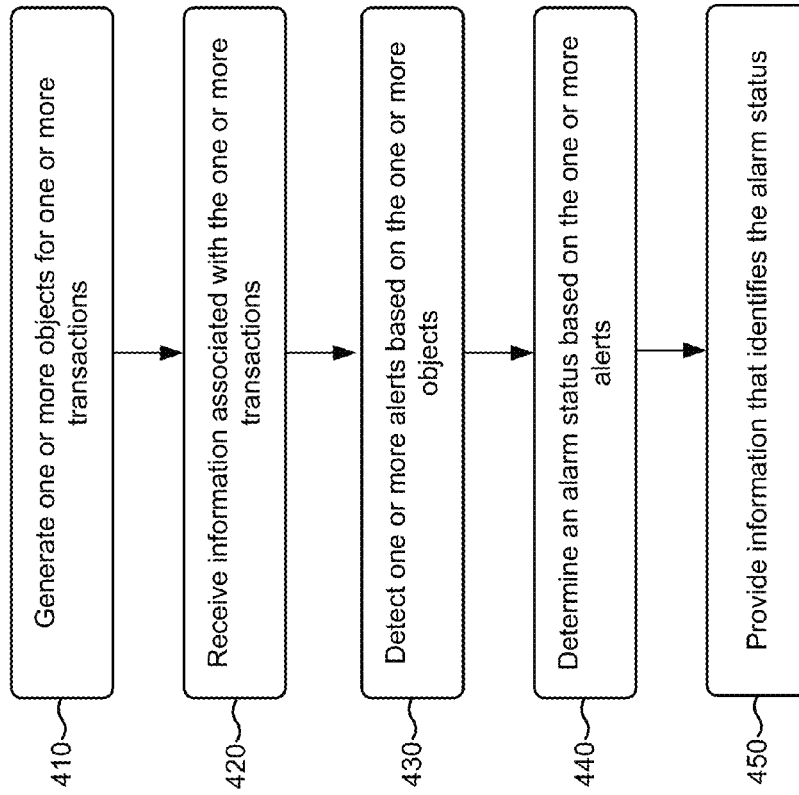 410
Generate one or more objects for one or more
transactions
420
Receive information associated with the one or more
transactions
430
Detect one or more alerts based on the one or more
objects
440
Determine an alarm status based on the one or more
alerts
450
Provide information that identifies the alarm status